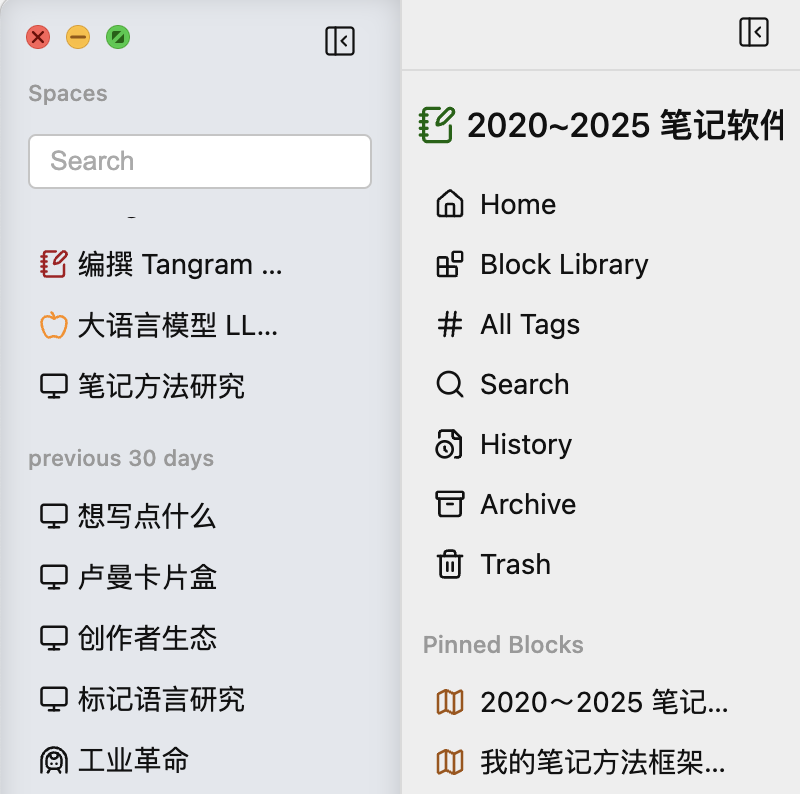 Spaces
Search
编撰 Tangram ...
大语言模型 LL...
笔记方法研究
previous 30 days
想写点什么
卢曼卡片盒
创作者生态
标记语言研究
工业革命
2020~2025 笔记软件
Home
Block Library
All Tags
Search
History
Archive
Trash
Pinned Blocks
2020～2025 笔记...
我的笔记方法框架...